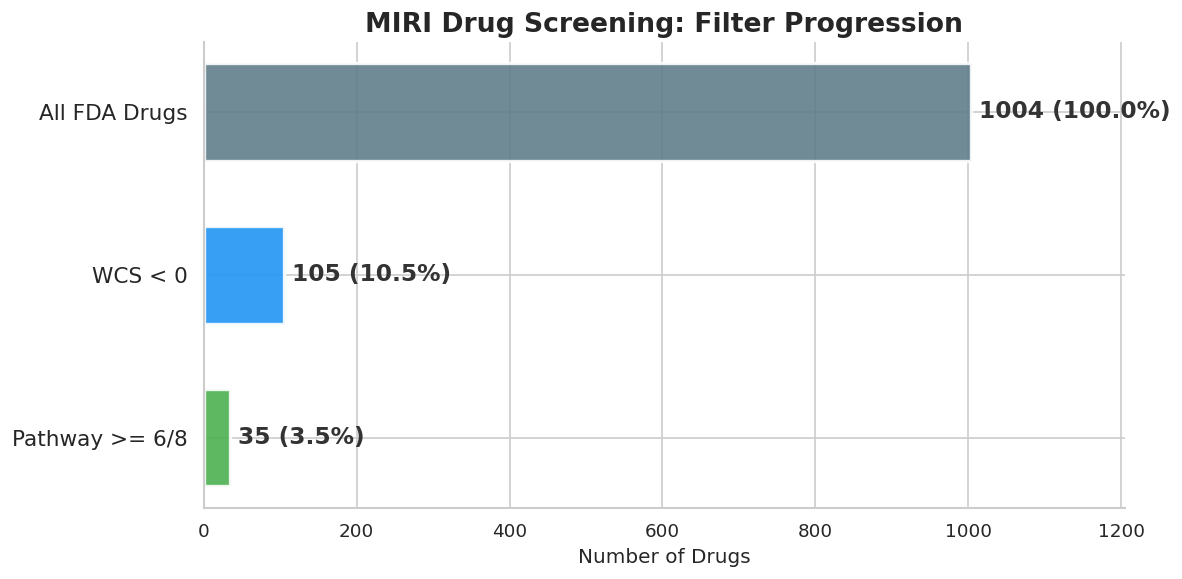 MIRI Drug Screening: Filter Progression
All FDA Drugs
1004 (100.0%)
WCS < 0
105 (10.5%)
Pathway >= 6/8
35 (3.5%)
0 200 400 600 800 1000 1200
Number of Drugs